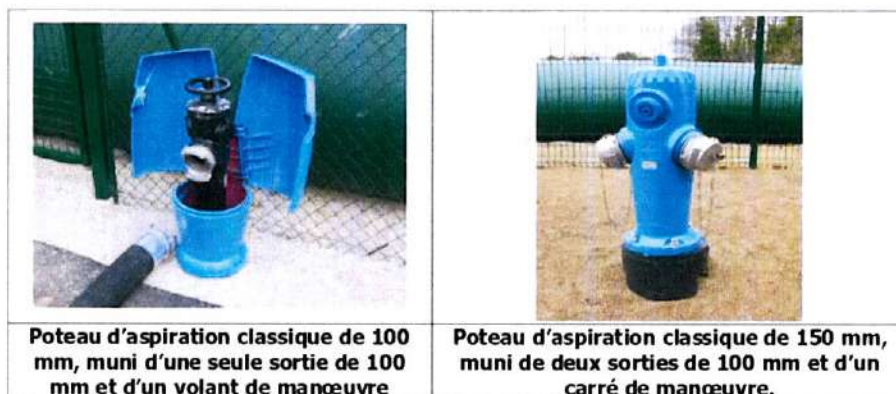 Poteau d'aspiration classique de 100
mm, muni d'une seule sortie de 100
mm et d'un volant de manœuvre
Poteau d'aspiration classique de 150 mm,
muni de deux sorties de 100 mm et d'un
carré de manœuvre.